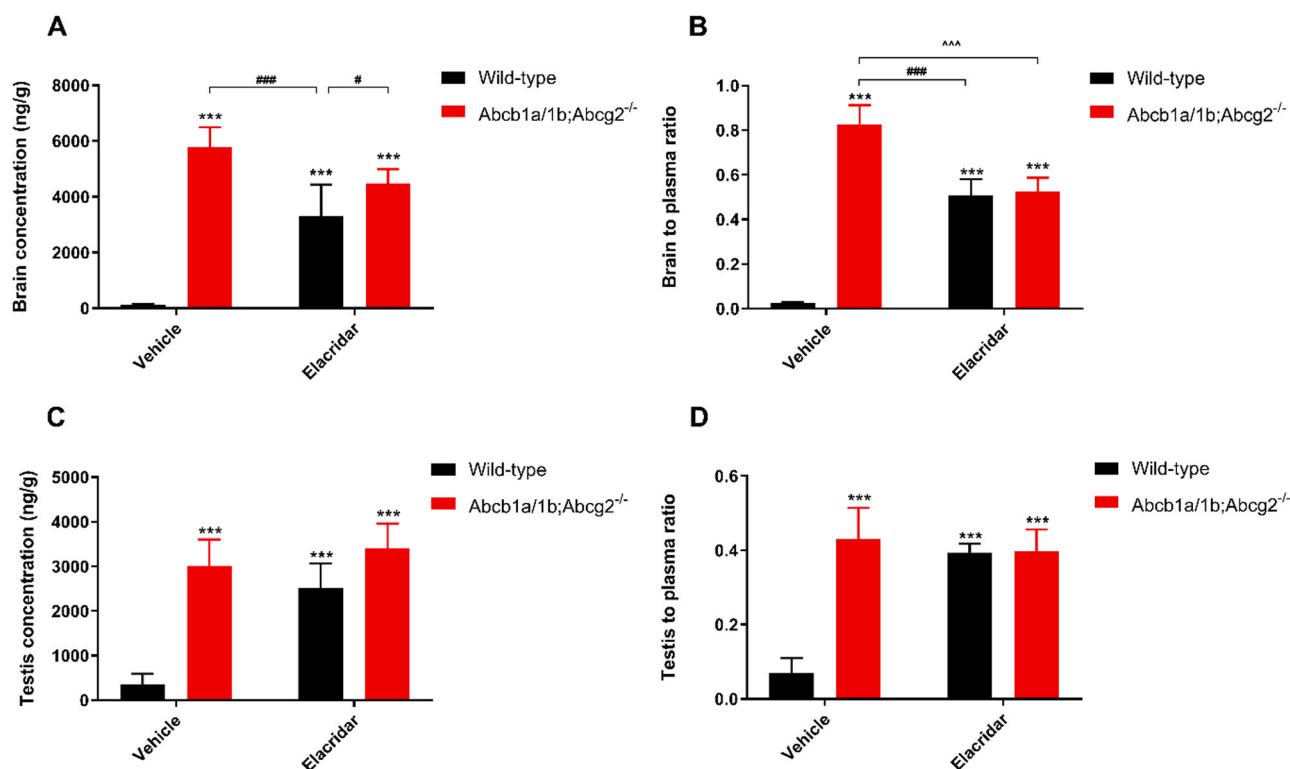 A
Brain concentration (ng/g)
8000
6000
4000
2000
0
###
#
***
***
***
Wild-type
Abcb1a/1b;Abcg2-/-
Vehicle
Elacridar
B
Brain to plasma ratio
1.0
0.8
0.6
0.4
0.2
0.0
^^^
###
***
***
***
Wild-type
Abcb1a/1b;Abcg2-/-
Vehicle
Elacridar
C
Testis concentration (ng/g)
5000
4000
3000
2000
1000
0
***
***
***
Wild-type
Abcb1a/1b;Abcg2-/-
Vehicle
Elacridar
D
Testis to plasma ratio
0.6
0.4
0.2
0.0
***
***
***
Wild-type
Abcb1a/1b;Abcg2-/-
Vehicle
Elacridar